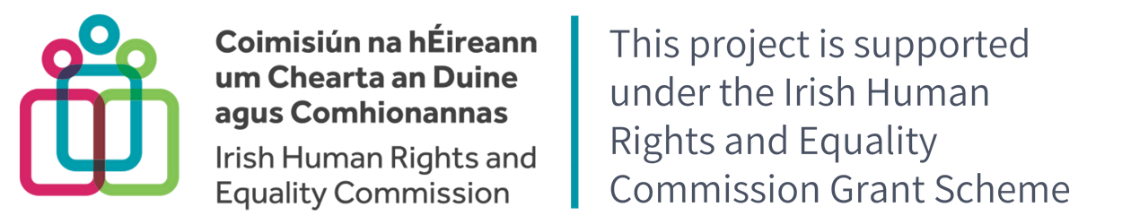 Coimisiún na hÉireann
um Chearta an Duine
agus Comhionannas
Irish Human Rights and
Equality Commission
This project is supported
under the Irish Human
Rights and Equality
Commission Grant Scheme